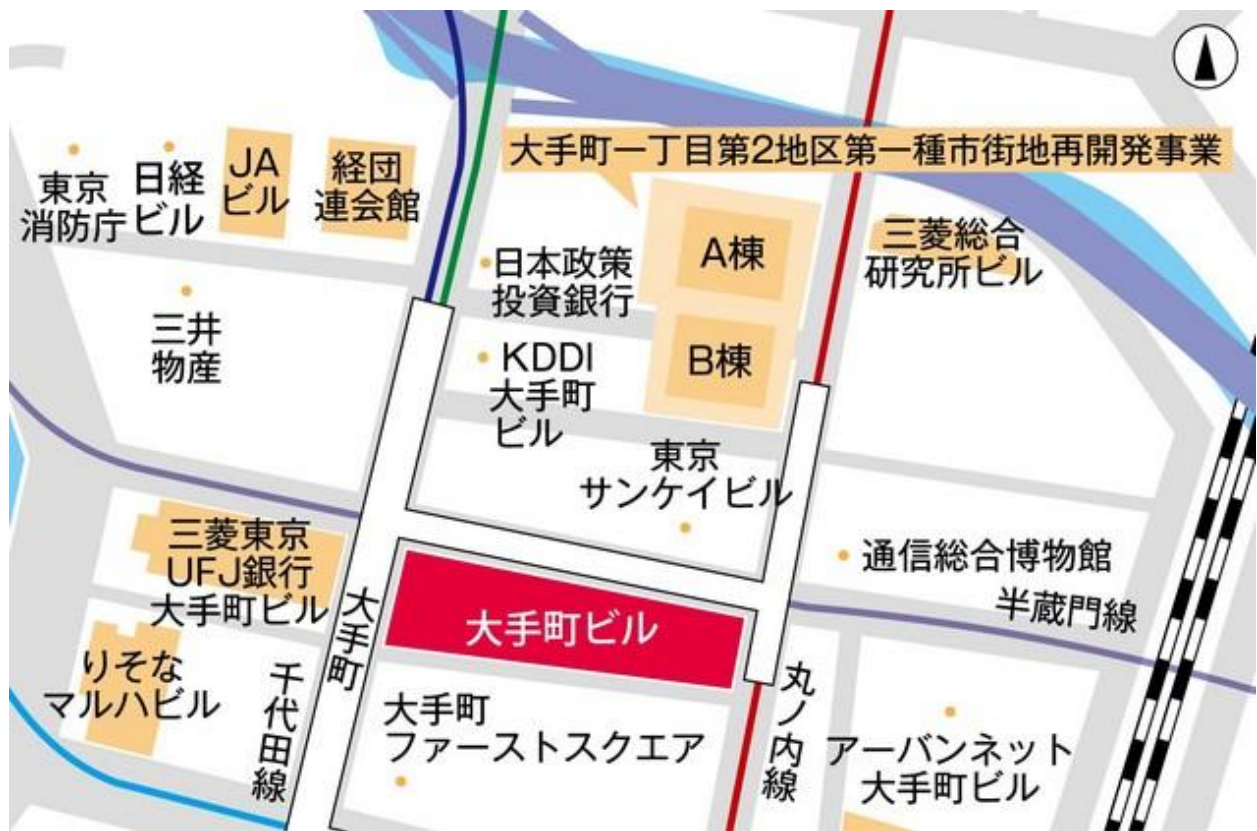 大手町一丁目第2地区第一種市街地再開発事業
東京
消防庁
日経
ビル
JA
ビル
経団
連会館
日本政策
投資銀行
A棟
三菱総合
研究所ビル
三井
物産
KDDI
大手町
ビル
B棟
東京
サンケイビル
三菱東京
UFJ銀行
大手町ビル
大手町
大手町ビル
通信総合博物館
半蔵門線
りそな
マルハビル
千代田線
大手町
ファーストスクエア
丸ノ内線
アーバンネット
大手町ビル